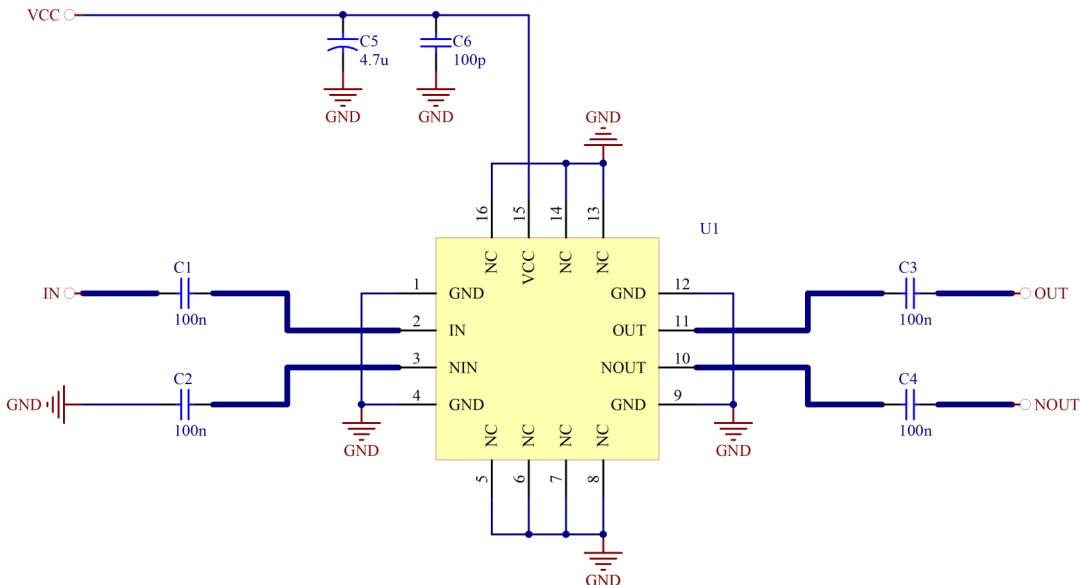 VCC
C5
4.7u
C6
100p
GND
GND
GND
16
15
14
13
U1
NC
VCC
NC
NC
C1
100n
IN
1
GND
2
IN
3
NIN
4
GND
C2
100n
GND
GND
12
GND
11
OUT
10
NOUT
9
GND
C3
100n
OUT
C4
100n
NOUT
GND
NC
NC
NC
NC
5
6
7
8
GND